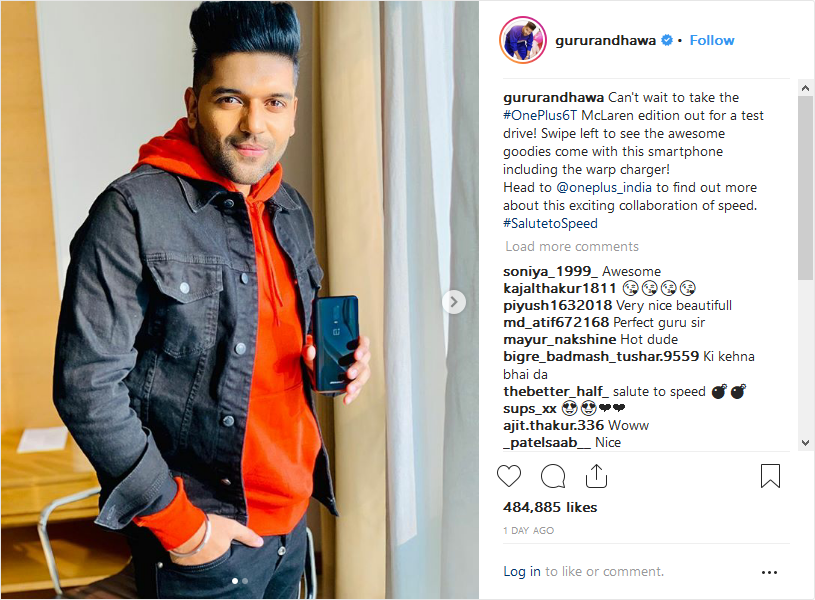 gururandhawa • Follow
gururandhawa Can't wait to take the
#OnePlus6T McLaren edition out for a test
drive! Swipe left to see the awesome
goodies come with this smartphone
including the warp charger!
Head to @oneplus_india to find out more
about this exciting collaboration of speed.
#SalutetoSpeed
Load more comments
soniya_1999_ Awesome
kajalthakur1811 😘😘😘😘
piyush1632018 Very nice beautifull
md_atif672168 Perfect guru sir
mayur_nakshine Hot dude
bigre_badmash_tushar.9559 Ki kehna
bhai da
thebetter_half_ salute to speed 💣💣
sups_xx 😍😍❤❤
ajit.thakur.336 Woww
_patelsaab__ Nice
484,885 likes
1 DAY AGO
Log in to like or comment.